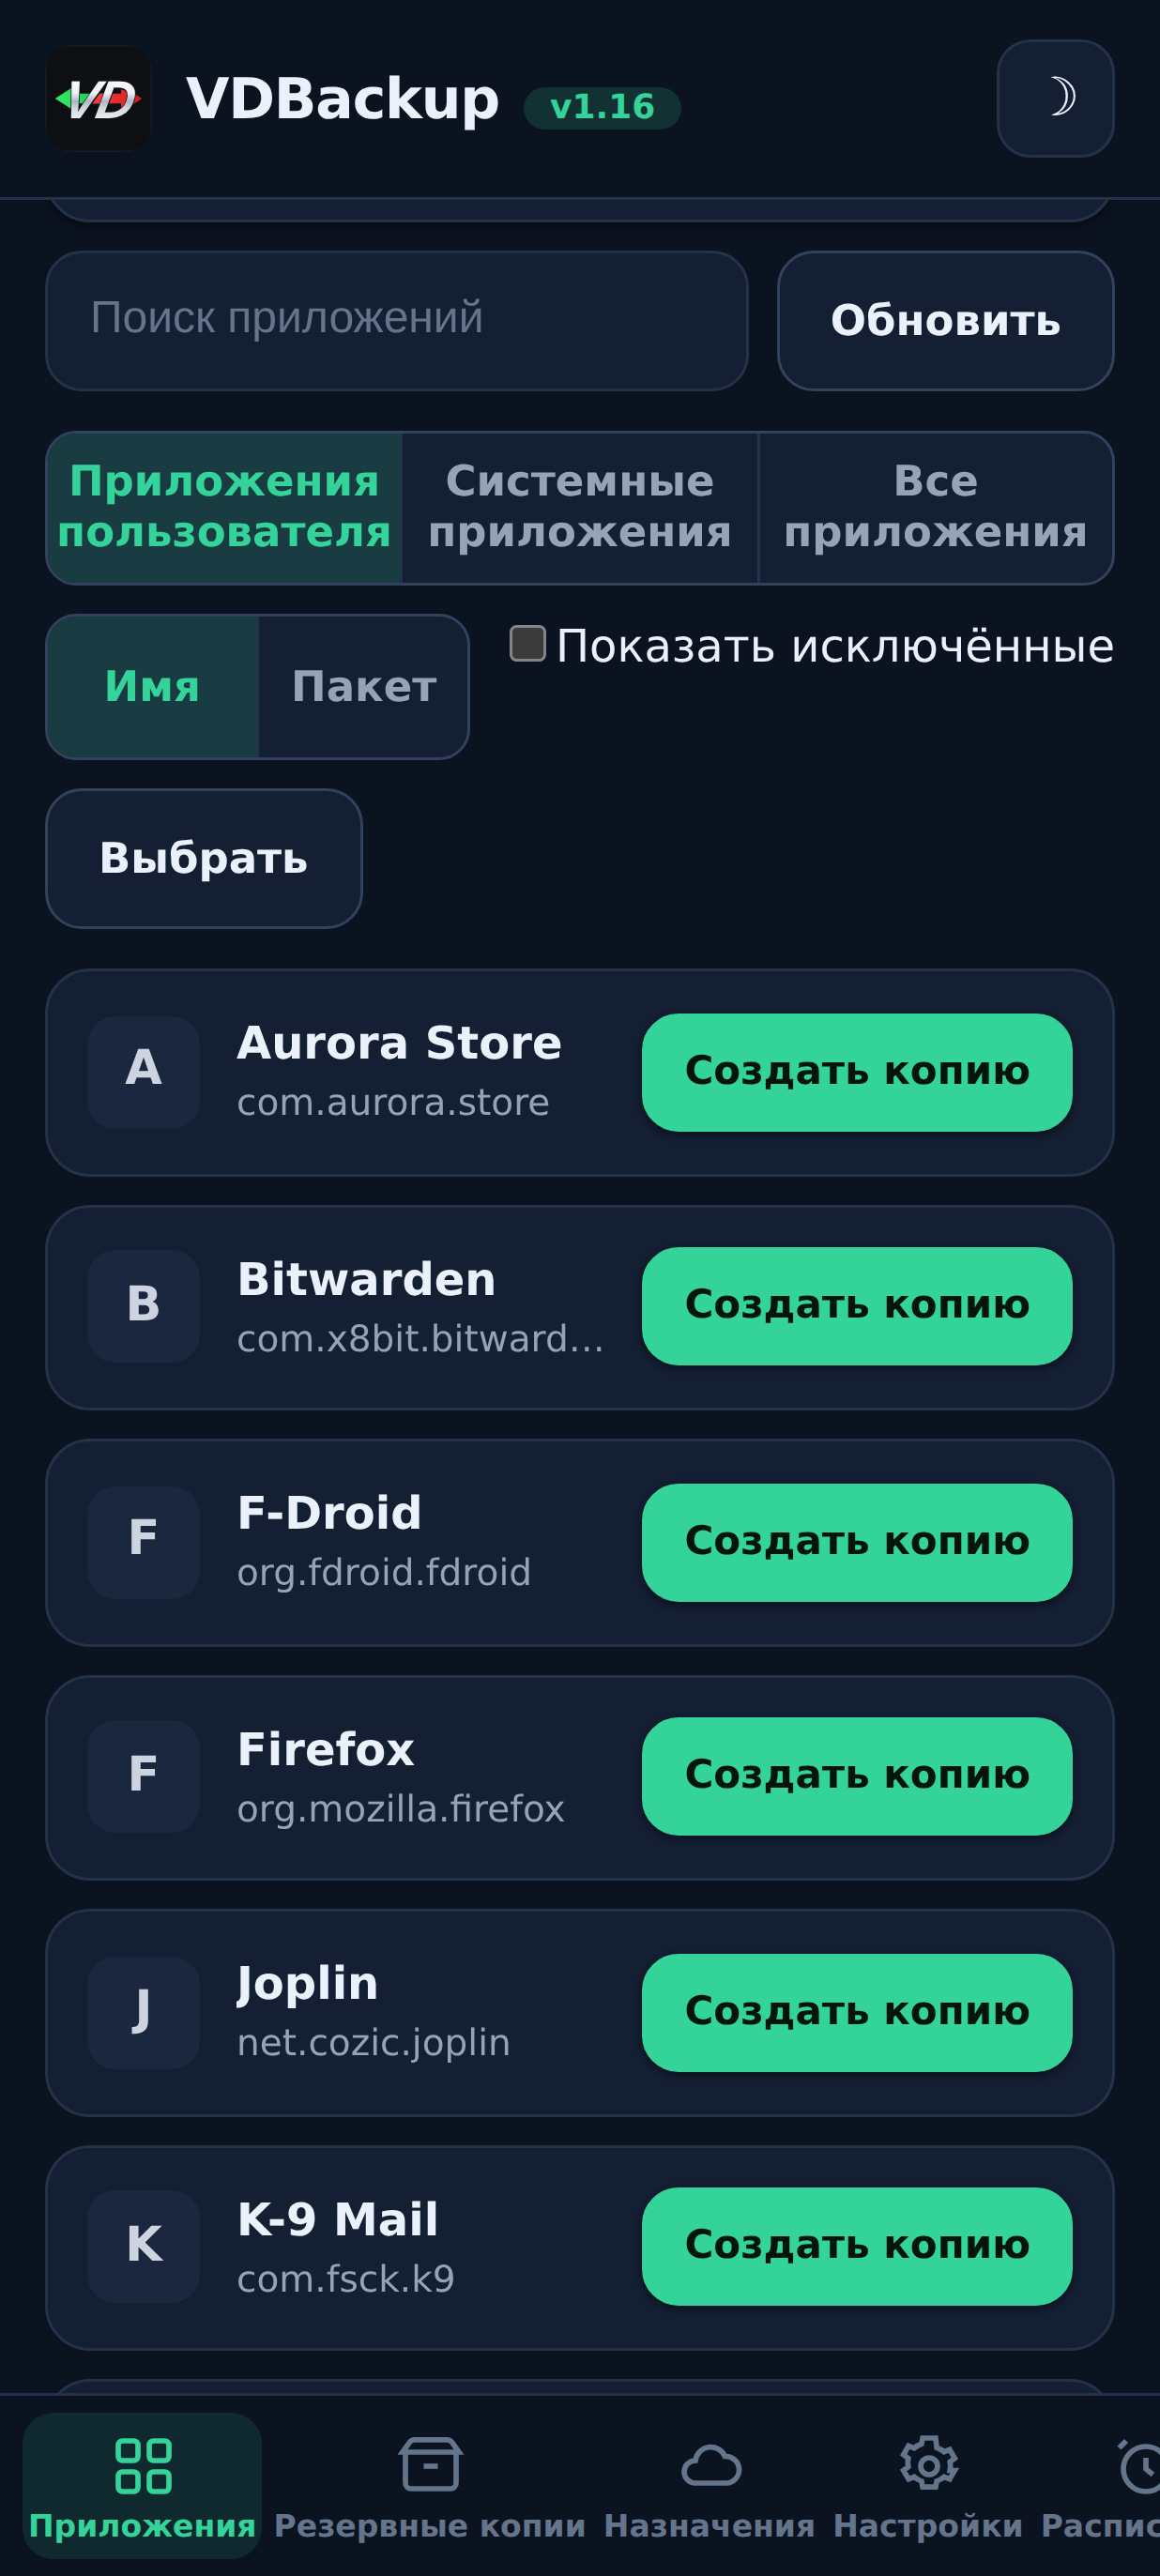 VD
VDBackup
v1.16
Поиск приложений
Обновить
Приложения
пользователя
Системные
приложения
Все
приложения
Имя
Пакет
Показать исключённые
Выбрать
A
Aurora Store
com.aurora.store
Создать копию
B
Bitwarden
com.x8bit.bitward…
Создать копию
F
F-Droid
org.fdroid.fdroid
Создать копию
F
Firefox
org.mozilla.firefox
Создать копию
J
Joplin
net.cozic.joplin
Создать копию
K
K-9 Mail
com.fsck.k9
Создать копию
Приложения
Резервные копии
Назначения
Настройки